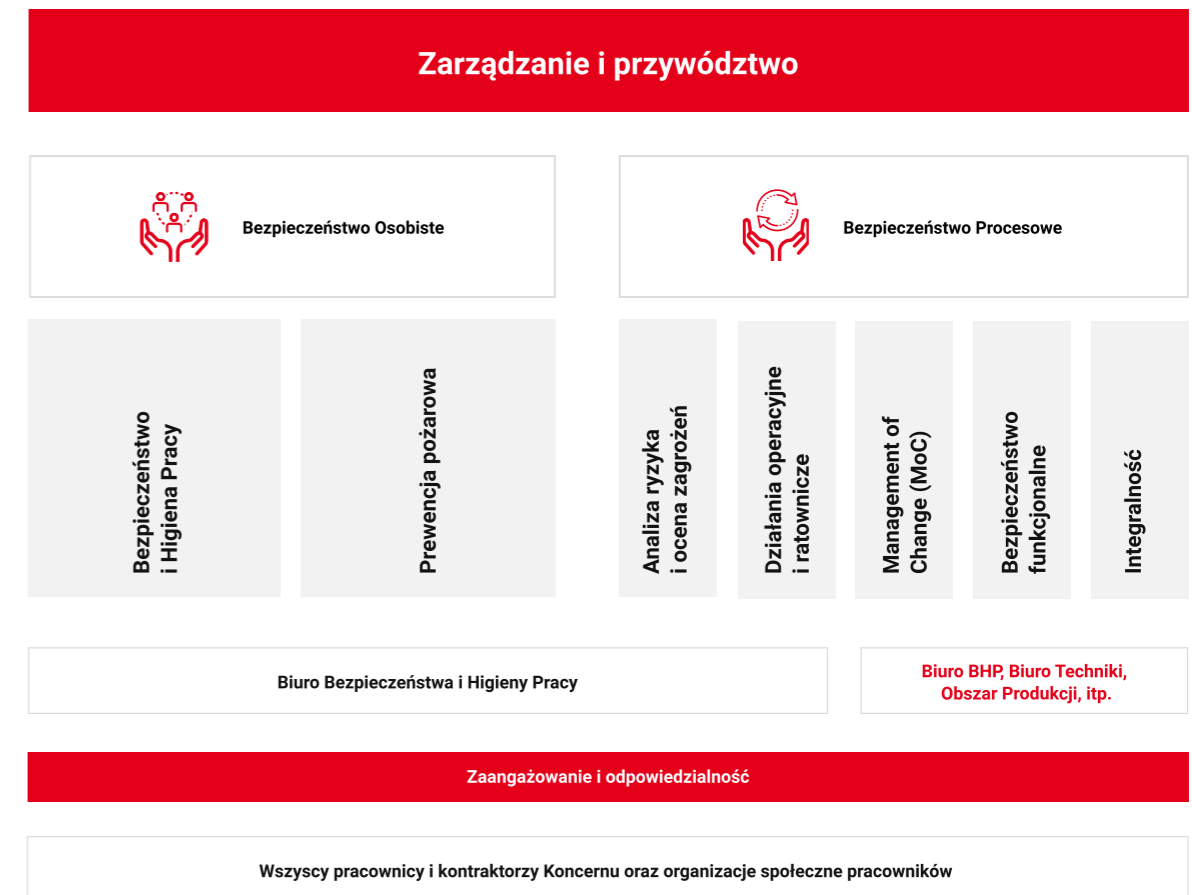 Zarządzanie i przywództwo
Bezpieczeństwo Osobiste
Bezpieczeństwo Procesowe
Bezpieczeństwo
i Higiena Pracy
Prewencja pożarowa
Analiza ryzyka
i ocena zagrożeń
Działania operacyjne
i ratownicze
Management of
Change (MoC)
Bezpieczeństwo
funkcjonalne
Integralność
Biuro Bezpieczeństwa i Higieny Pracy
Biuro BHP, Biuro Techniki,
Obszar Produkcji, itp.
Zaangażowanie i odpowiedzialność
Wszyscy pracownicy i kontraktorzy Koncernu oraz organizacje społeczne pracowników